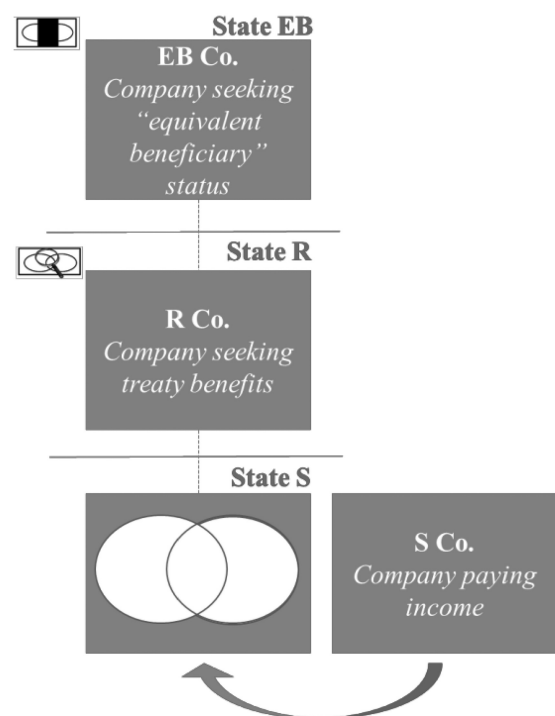 State EB
EB Co.
Company seeking
“equivalent
beneficiary”
status
State R
R Co.
Company seeking
treaty benefits
State S
S Co.
Company paying
income